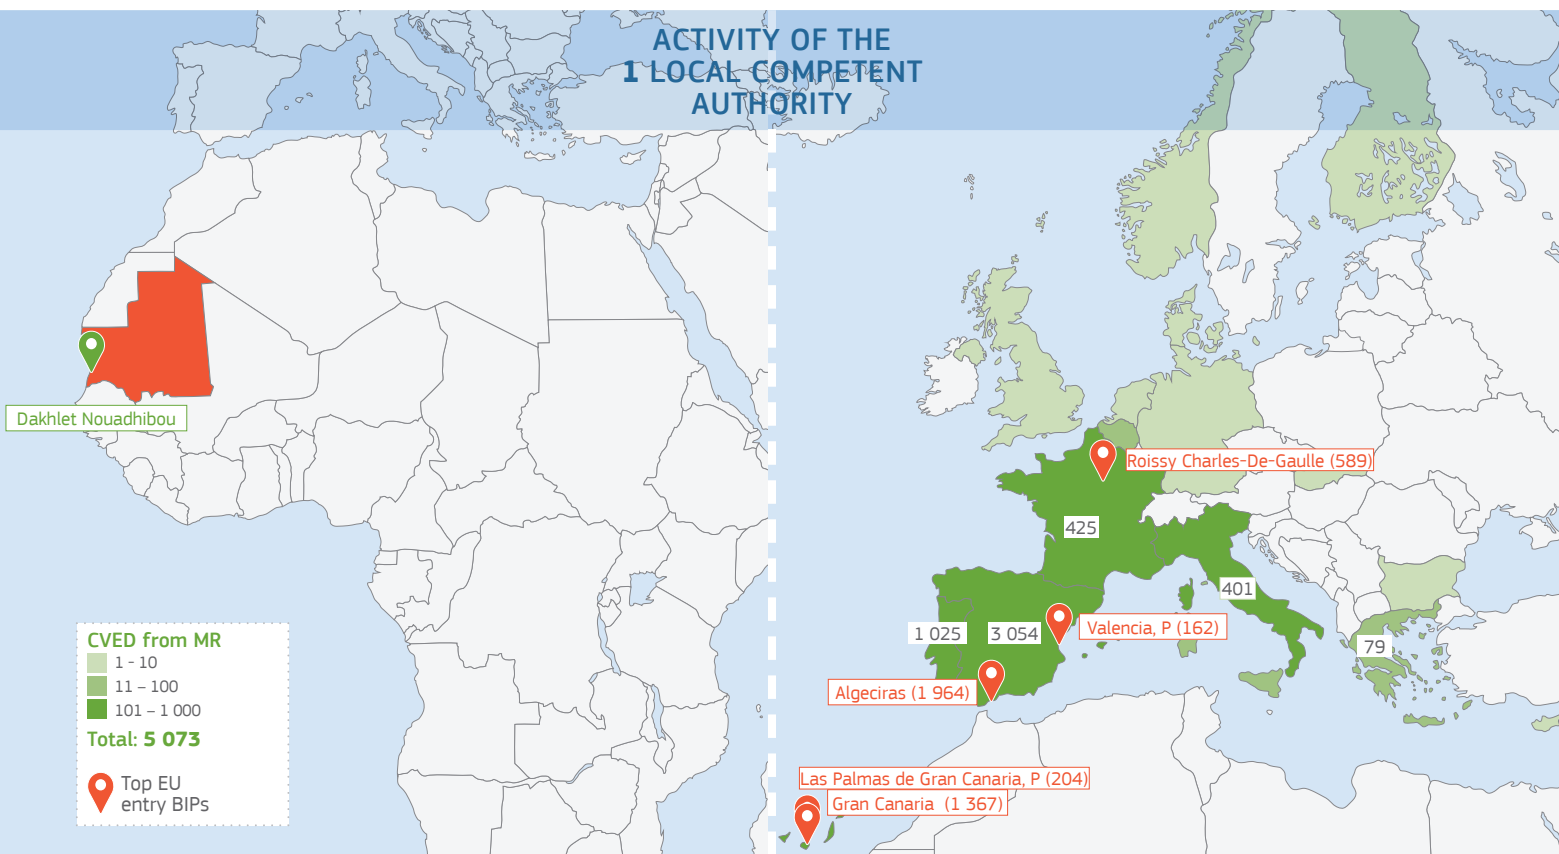 ACTIVITY OF THE
1 LOCAL COMPETENT
AUTHORITY
Dakhlet Nouadhibou
CVED from MR
1 - 10
11 – 100
101 – 1 000
Total: 5 073
Top EU
entry BIPs
Roissy Charles-De-Gaulle (589)
425
401
1 025
3 054
Valencia, P (162)
79
Algeciras (1 964)
Las Palmas de Gran Canaria, P (204)
Gran Canaria (1 367)